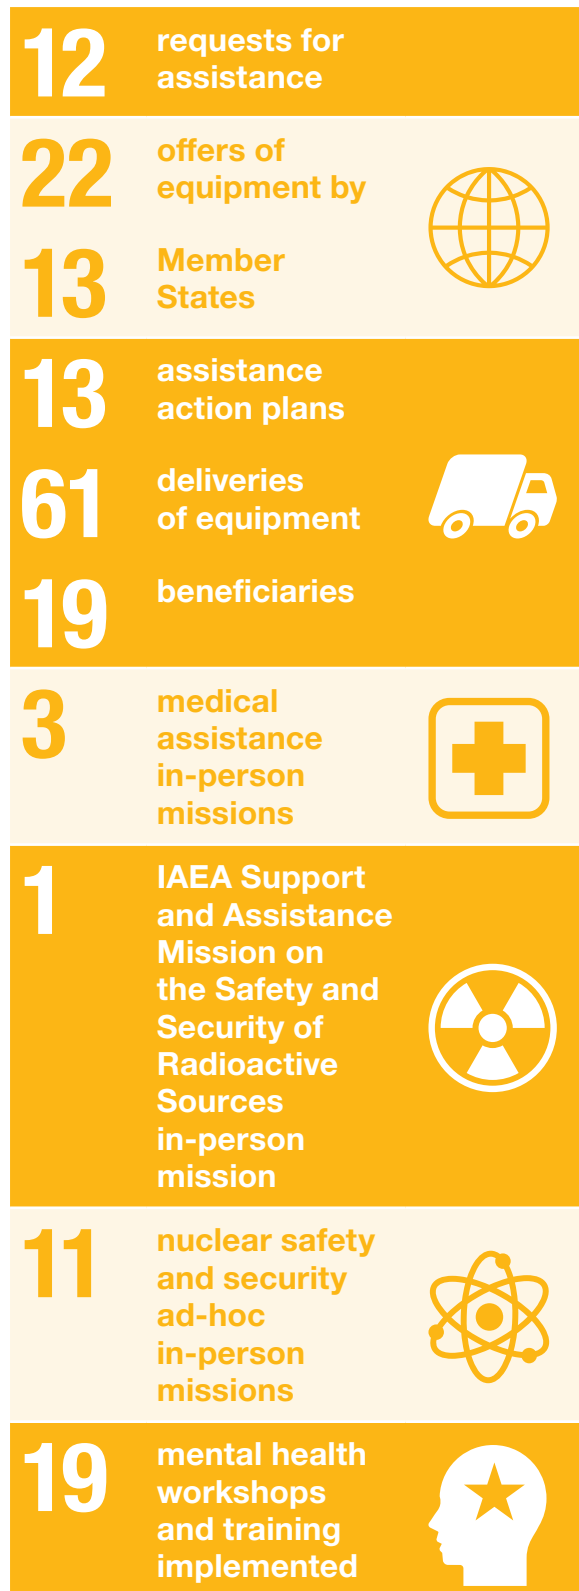 12 requests for
assistance
22 offers of
equipment by
13 Member
States
13 assistance
action plans
61 deliveries
of equipment
19 beneficiaries
3 medical
assistance
in-person
missions
1 IAEA Support
and Assistance
Mission on
the Safety and
Security of
Radioactive
Sources
in-person
mission
11 nuclear safety
and security
ad-hoc
in-person
missions
19 mental health
workshops
and training
implemented